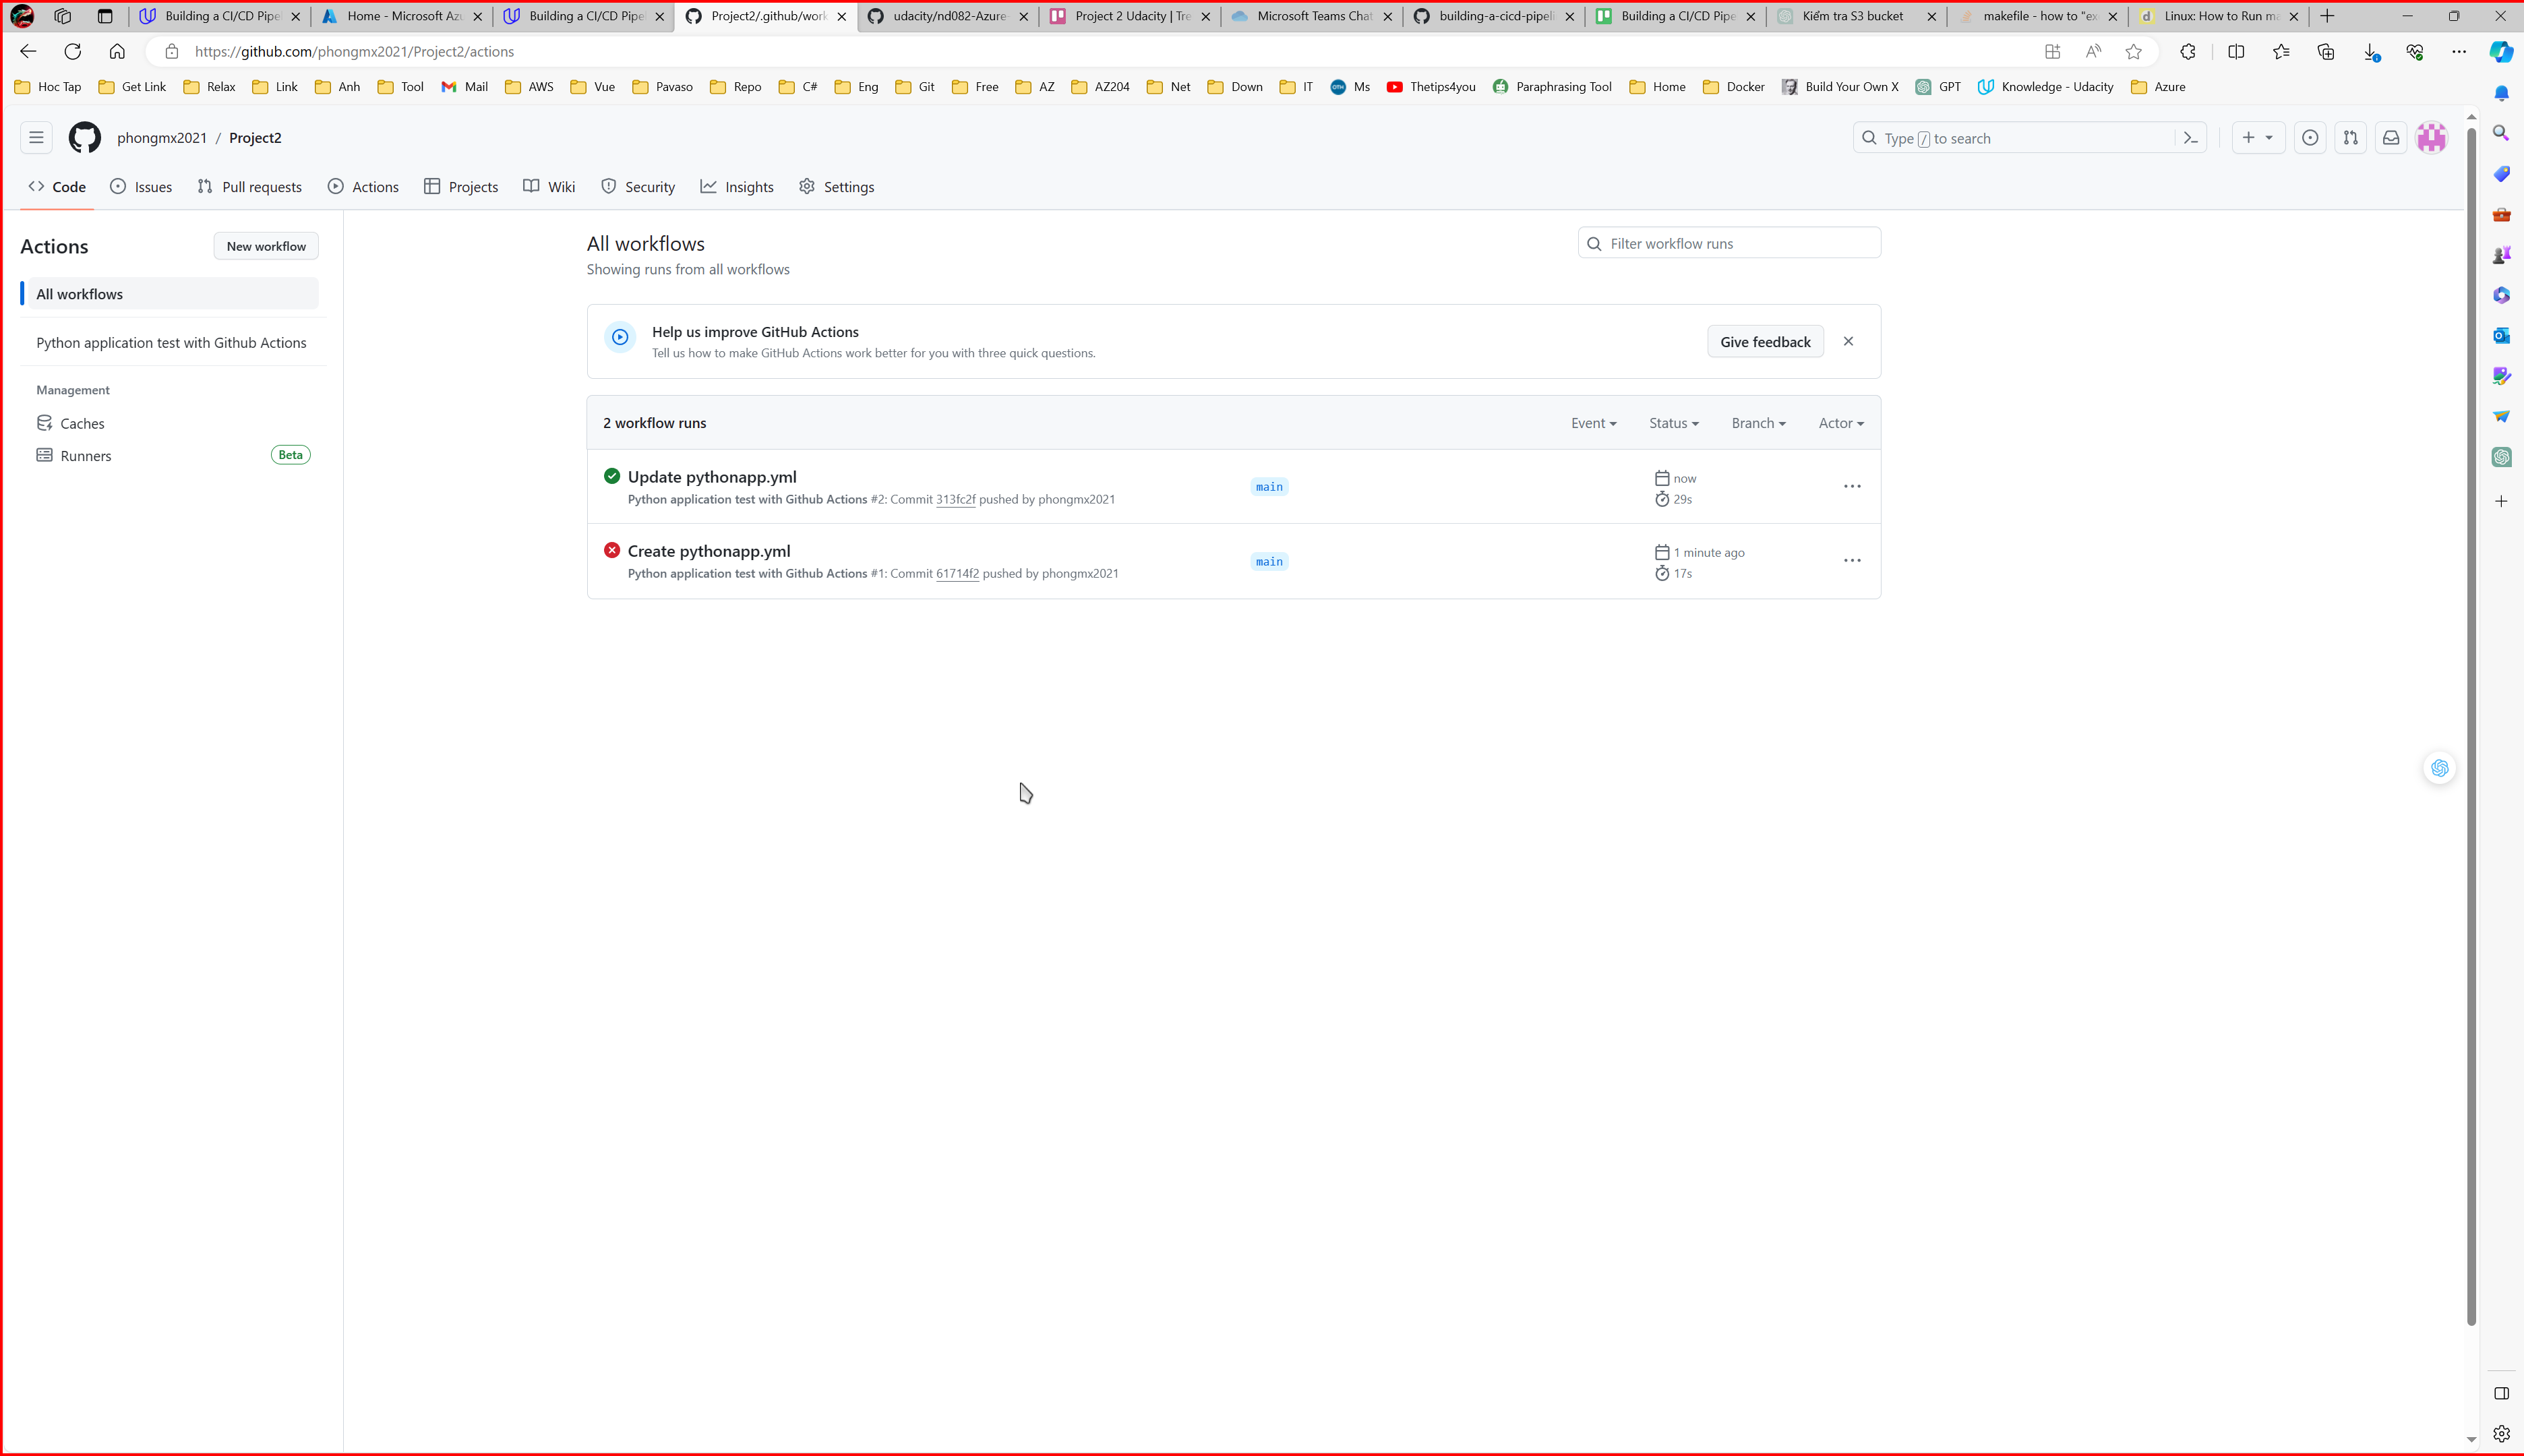 Building a CI/CD Pipel
Home - Microsoft Azu
Building a CI/CD Pipel
Project2/.github/work
udacity/nd082-Azure-
Project 2 Udacity | Tre
Microsoft Teams Chat
building-a-cicd-pipeli
Building a CI/CD Pipe
Kiểm tra S3 bucket
makefile - how to "ex
Linux: How to Run ma
https://github.com/phongmx2021/Project2/actions
Hoc Tap
Get Link
Relax
Link
Anh
Tool
Mail
AWS
Vue
Pavaso
Repo
C#
Eng
Git
Free
AZ
AZ204
Net
Down
IT
Ms
Thetips4you
Paraphrasing Tool
Home
Docker
Build Your Own X
GPT
Knowledge - Udacity
Azure
phongmx2021 / Project2
Type / to search
Code
Issues
Pull requests
Actions
Projects
Wiki
Security
Insights
Settings
Actions
New workflow
All workflows
Python application test with Github Actions
Management
Caches
Runners
Beta
All workflows
Showing runs from all workflows
Filter workflow runs
Help us improve GitHub Actions
Tell us how to make GitHub Actions work better for you with three quick questions.
Give feedback
2 workflow runs
Event
Status
Branch
Actor
Update pythonapp.yml
Python application test with Github Actions #2: Commit 313fc2f pushed by phongmx2021
main
now
29s
Create pythonapp.yml
Python application test with Github Actions #1: Commit 61714f2 pushed by phongmx2021
main
1 minute ago
17s